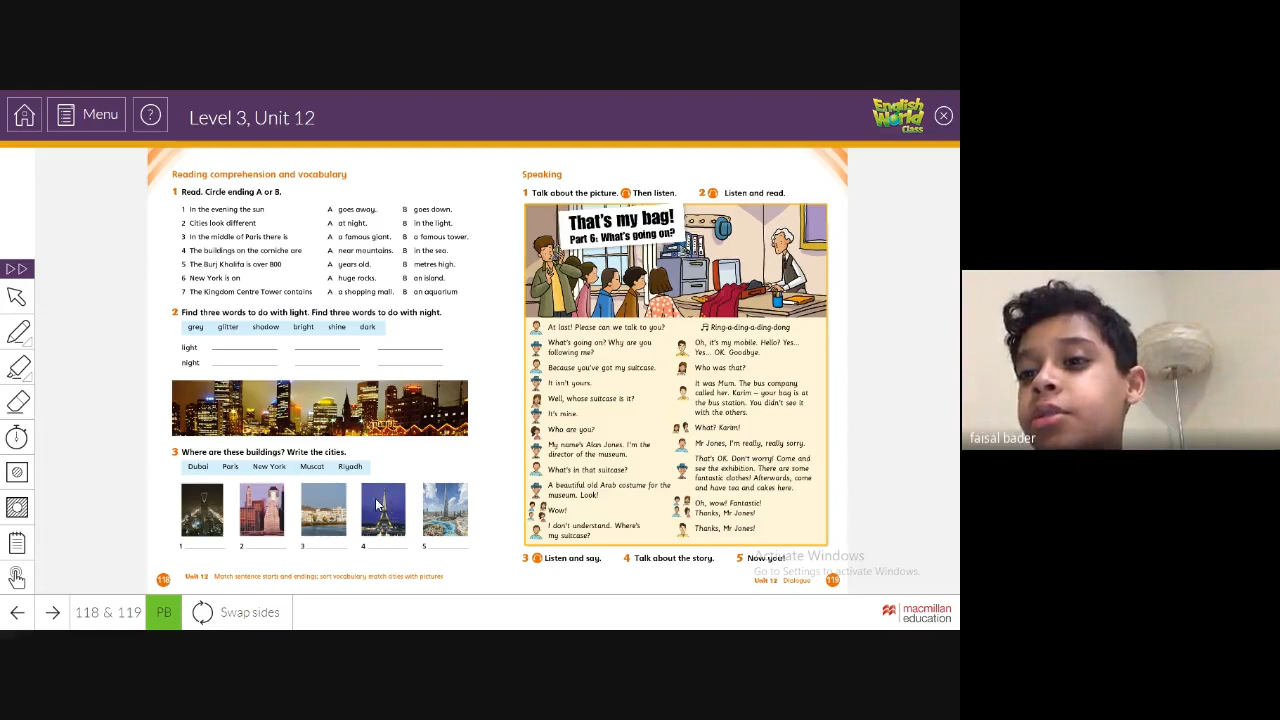 Menu
?
Level 3, Unit 12
English
World
Class
Reading comprehension and vocabulary
1 Read. Circle ending A or B.
1 In the evening the sun A goes away. B goes down.
2 Cities look different A at night. B in the light.
3 In the middle of Paris there is A a famous giant. B a famous tower.
4 The buildings on the corniche are A near mountains. B in the sea.
5 The Burj Khalifa is over 800 A years old. B metres high.
6 New York is on A huge rocks. B an island.
7 The Kingdom Centre Tower contains A a shopping mall. B an aquarium
2 Find three words to do with light. Find three words to do with night.
grey glitter shadow bright shine dark
light
night
3 Where are these buildings? Write the cities.
Dubai Paris New York Muscat Riyadh
1 2 3 4 5
118 Unit 12 Match sentence starts and endings; sort vocabulary match cities with pictures
Speaking
1 Talk about the picture. Then listen. 2 Listen and read.
That's my bag!
Part 6: What's going on?
At last! Please can we talk to you?
What's going on? Why are you
following me?
Because you've got my suitcase.
It isn't yours.
Well, whose suitcase is it?
It's mine.
Who are you?
My name's Alan Jones. I'm the
director of the museum.
What's in that suitcase?
A beautiful old Arab costume for the
museum. Look!
Wow!
I don't understand. Where's
my suitcase?
Ring-a-ding-a-ding-dong
Oh, it's my mobile. Hello? Yes...
Yes... OK. Goodbye.
Who was that?
It was Mum. The bus company
called her. Karim – your bag is at
the bus station. You didn't see it
with the others.
What? Karim!
Mr Jones, I'm really, really sorry.
That's OK. Don't worry! Come and
see the exhibition. There are some
fantastic clothes! Afterwards, come
and have tea and cakes here.
Oh, wow! Fantastic!
Thanks, Mr Jones!
Thanks, Mr Jones!
3 Listen and say. 4 Talk about the story. 5 Now you!
Unit 12 Dialogue 119
Activate Windows
Go to Settings to activate Windows.
118 & 119
PB
Swap sides
macmillan
education
faisal bader